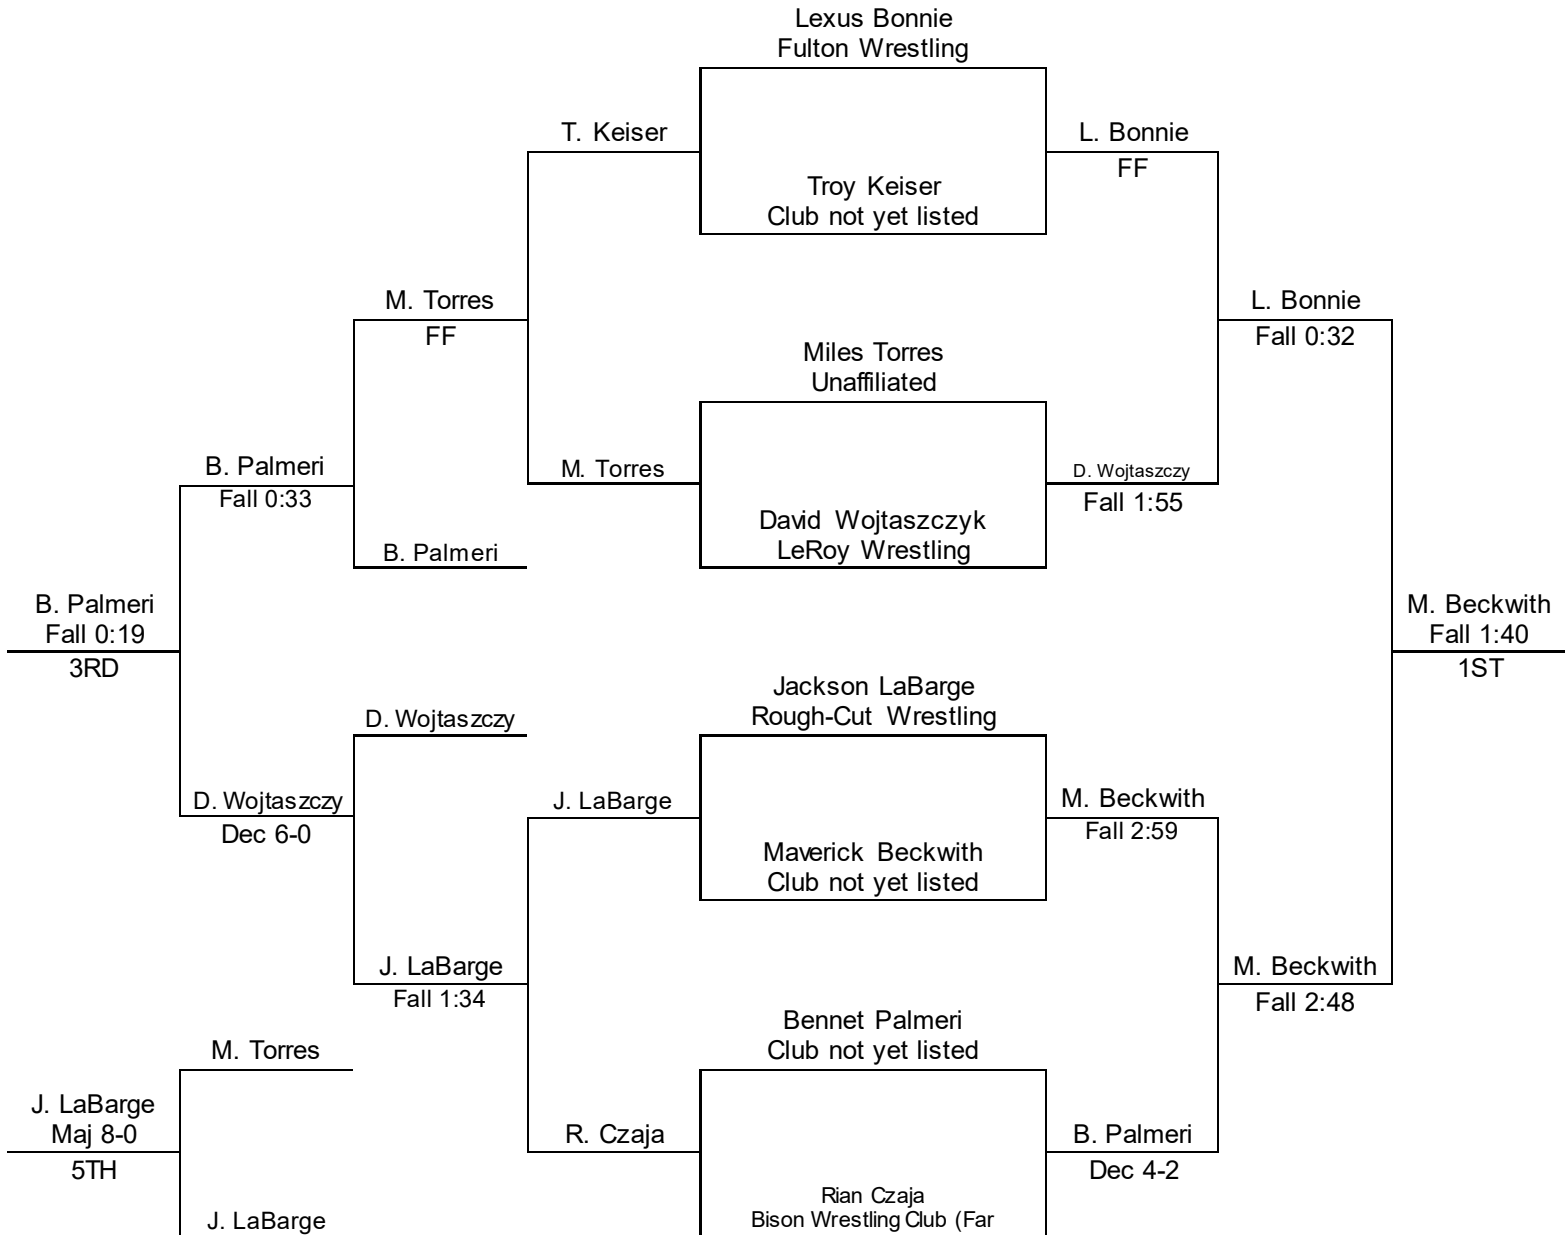 Lexus Bonnie
Fulton Wrestling
T. Keiser
L. Bonnie
FF
Troy Keiser
Club not yet listed
M. Torres
FF
L. Bonnie
Fall 0:32
Miles Torres
Unaffiliated
B. Palmeri
Fall 0:33
M. Torres
D. Wojtaszczy
Fall 1:55
David Wojtaszczyk
LeRoy Wrestling
B. Palmeri
B. Palmeri
Fall 0:19
3RD
M. Beckwith
Fall 1:40
1ST
Jackson LaBarge
Rough-Cut Wrestling
D. Wojtaszczy
D. Wojtaszczy
Dec 6-0
J. LaBarge
M. Beckwith
Fall 2:59
Maverick Beckwith
Club not yet listed
J. LaBarge
Fall 1:34
M. Beckwith
Fall 2:48
Bennet Palmeri
Club not yet listed
M. Torres
J. LaBarge
Maj 8-0
5TH
R. Czaja
B. Palmeri
Dec 4-2
Rian Czaja
Bison Wrestling Club (Far
J. LaBarge